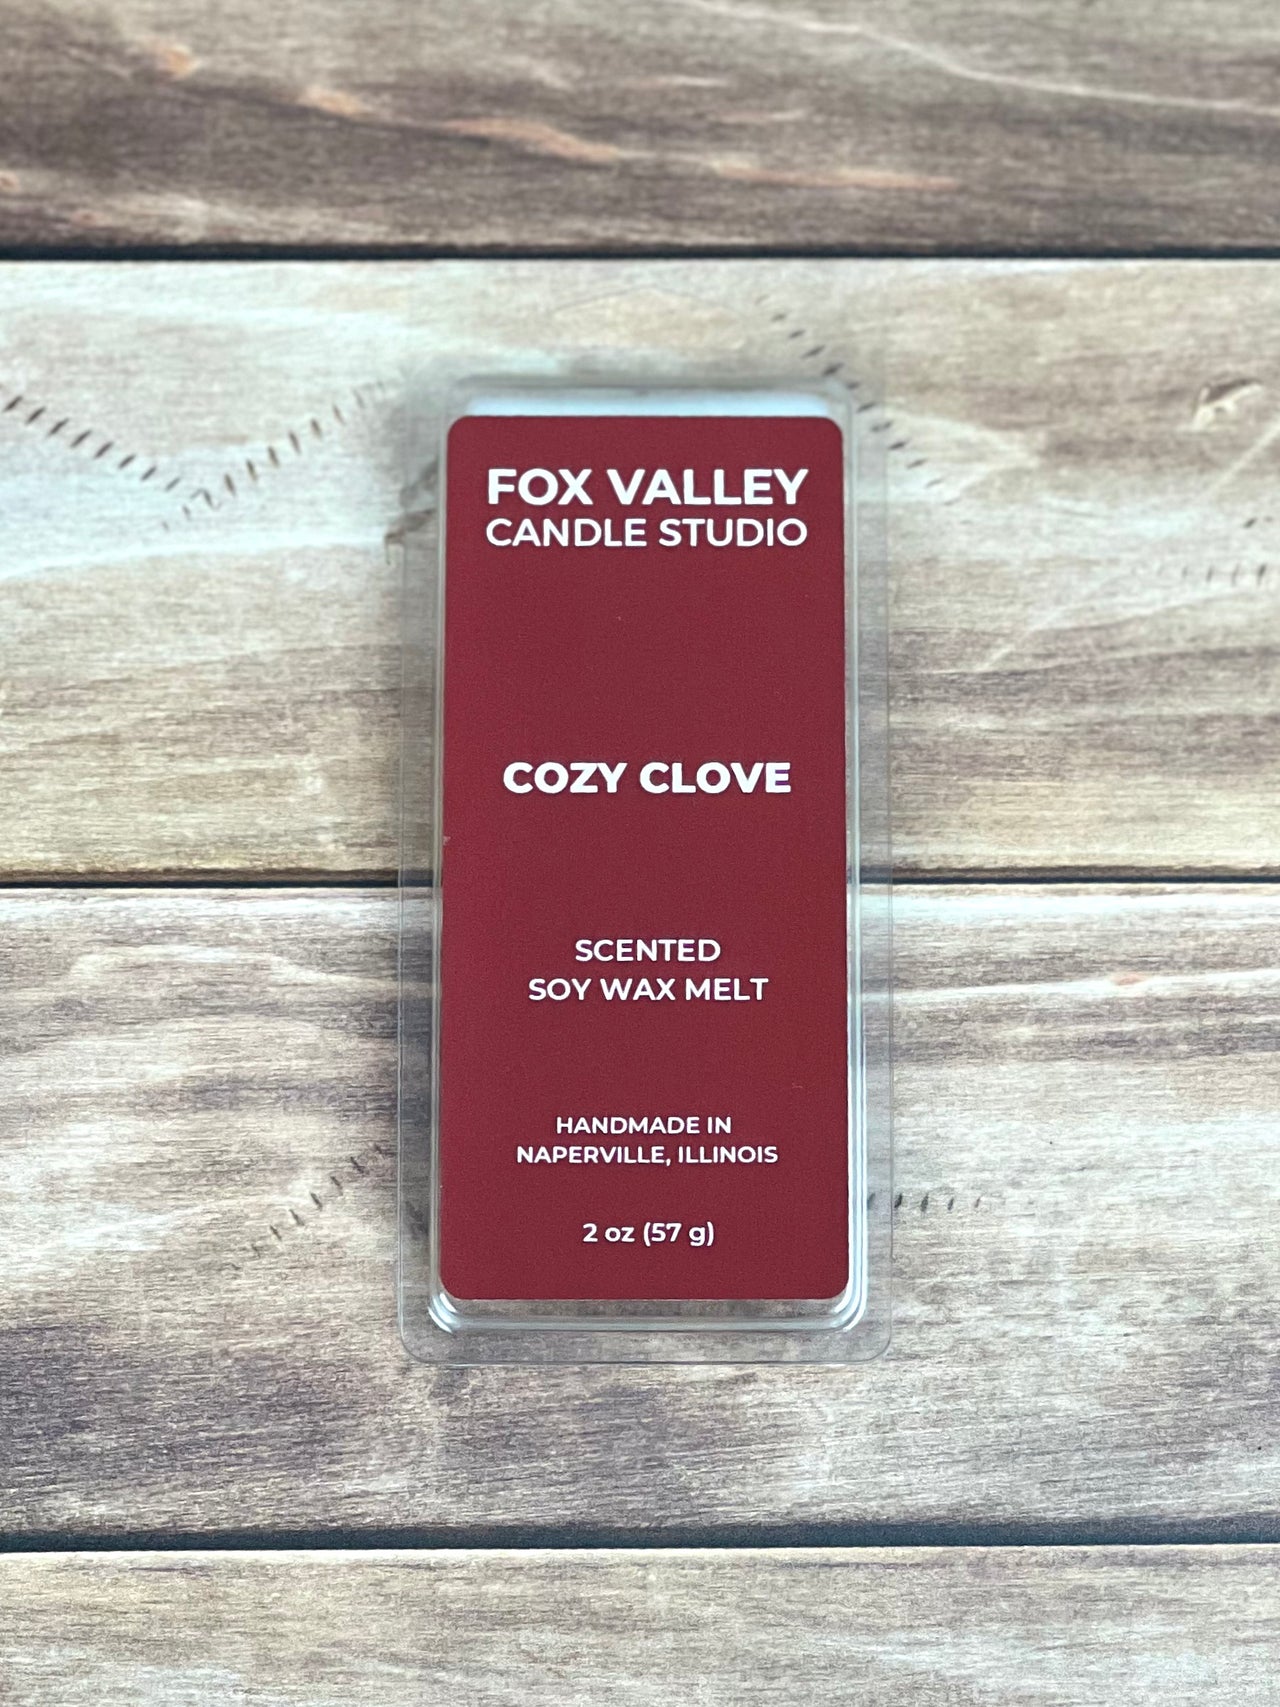 FOX VALLEY
CANDLE STUDIO
COZY CLOVE
SCENTED
SOY WAX MELT
HANDMADE IN
NAPERVILLE, ILLINOIS
2 oz (57 g)